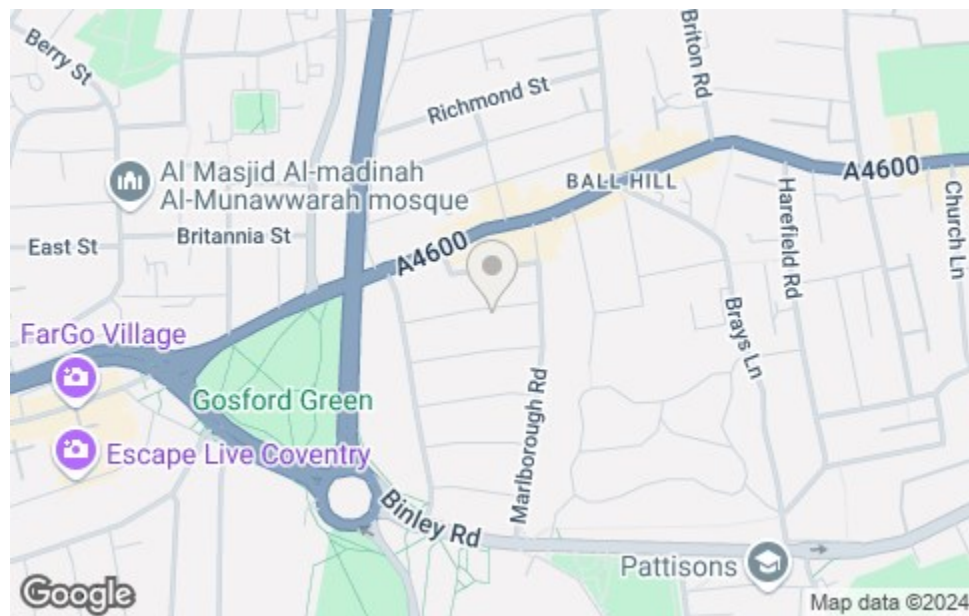 Berry St
Briton Rd
Richmond St
Al Masjid Al-madinah
Al-Munawwarah mosque
BALL HILL
A4600
Harefield Rd
Church Ln
East St
Britannia St
A4600
FarGo Village
Brays Ln
Gosford Green
Marlborough Rd
Escape Live Coventry
Binley Rd
Pattisons
Google
Map data ©2024